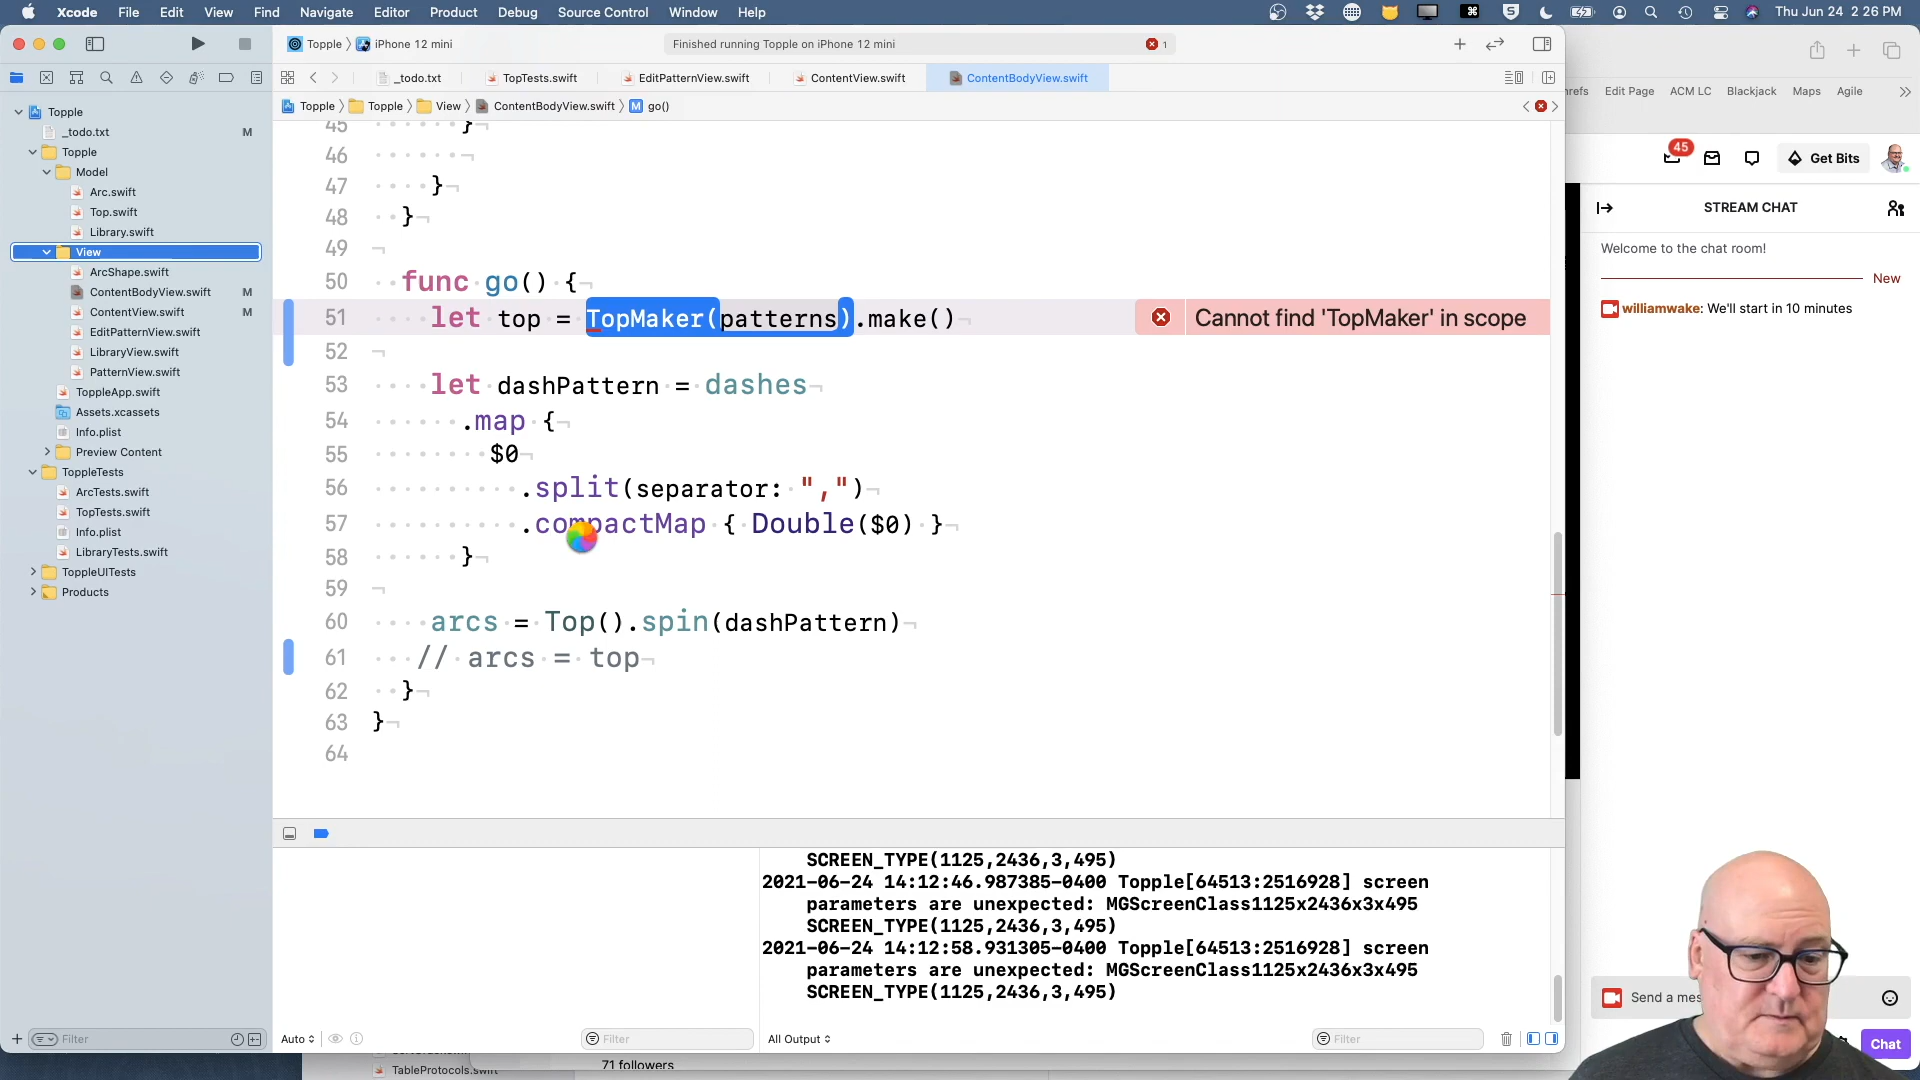 Xcode File Edit View Find Navigate Editor Product Debug Source Control Window Help Thu Jun 24 2:26 PM
Topple iPhone 12 mini Finished running Topple on iPhone 12 mini 1
_todo.txt TopTests.swift EditPatternView.swift ContentView.swift ContentBodyView.swift
Topple Topple View ContentBodyView.swift M go()
Topple
_todo.txt M
Topple
Model
Arc.swift
Top.swift
Library.swift
View
ArcShape.swift
ContentBodyView.swift M
ContentView.swift M
EditPatternView.swift
LibraryView.swift
PatternView.swift
ToppleApp.swift
Assets.xcassets
Info.plist
Preview Content
ToppleTests
ArcTests.swift
TopTests.swift
Info.plist
LibraryTests.swift
ToppleUITests
Products
Filter
45 }
46
47 }
48 }
49
50 func go() {
51 let top = TopMaker(patterns).make() Cannot find 'TopMaker' in scope
52
53 let dashPattern = dashes
54 .map {
55 $0
56 .split(separator: ",")
57 .compactMap { Double($0) }
58 }
59
60 arcs = Top().spin(dashPattern)
61 // arcs = top
62 }
63 }
64
SCREEN_TYPE(1125,2436,3,495)
2021-06-24 14:12:46.987385-0400 Topple[64513:2516928] screen
parameters are unexpected: MGScreenClass1125x2436x3x495
SCREEN_TYPE(1125,2436,3,495)
2021-06-24 14:12:58.931305-0400 Topple[64513:2516928] screen
parameters are unexpected: MGScreenClass1125x2436x3x495
SCREEN_TYPE(1125,2436,3,495)
Auto Filter All Output Filter
TableProtocols.swift 71 followers
Edit Page ACM LC Blackjack Maps Agile
45 Get Bits
STREAM CHAT
Welcome to the chat room!
New
williamwake: We'll start in 10 minutes
Send a mes
Chat